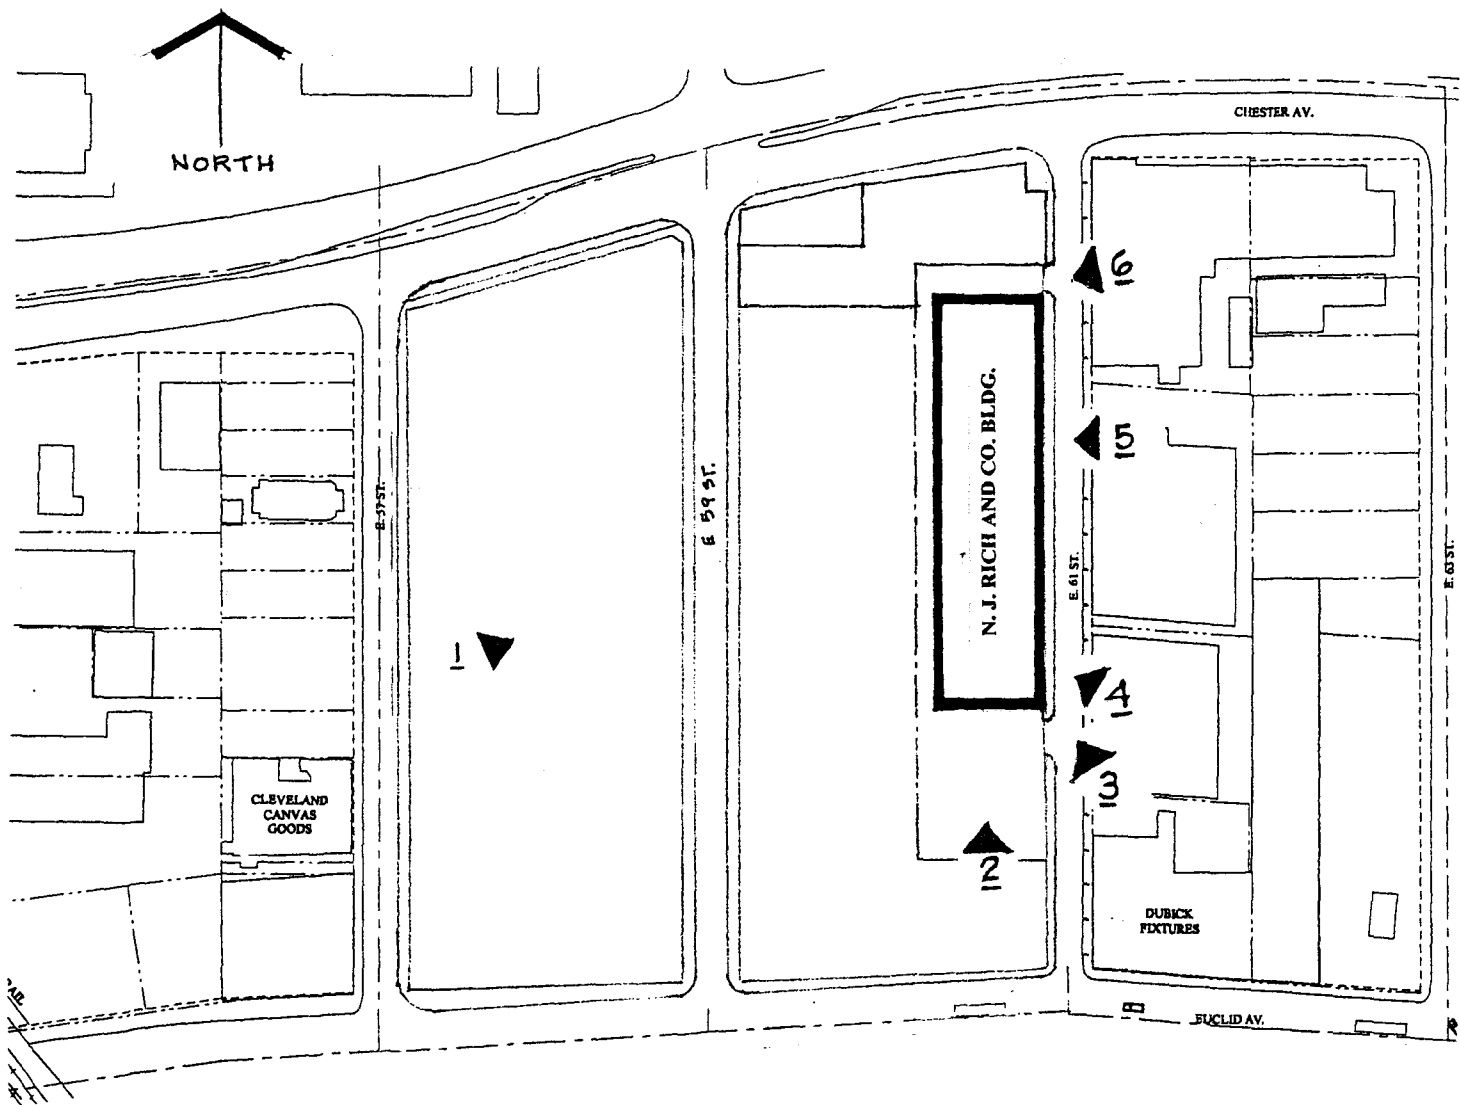 NORTH
CHESTER AV.
6
N. J. RICH AND CO. BLDG.
5
E. 57 ST.
E 59 ST.
E. 61 ST.
E. 63 ST.
1
4
3
CLEVELAND
CANVAS
GOODS
2
DUBICK
FIXTURES
EUCLID AV.